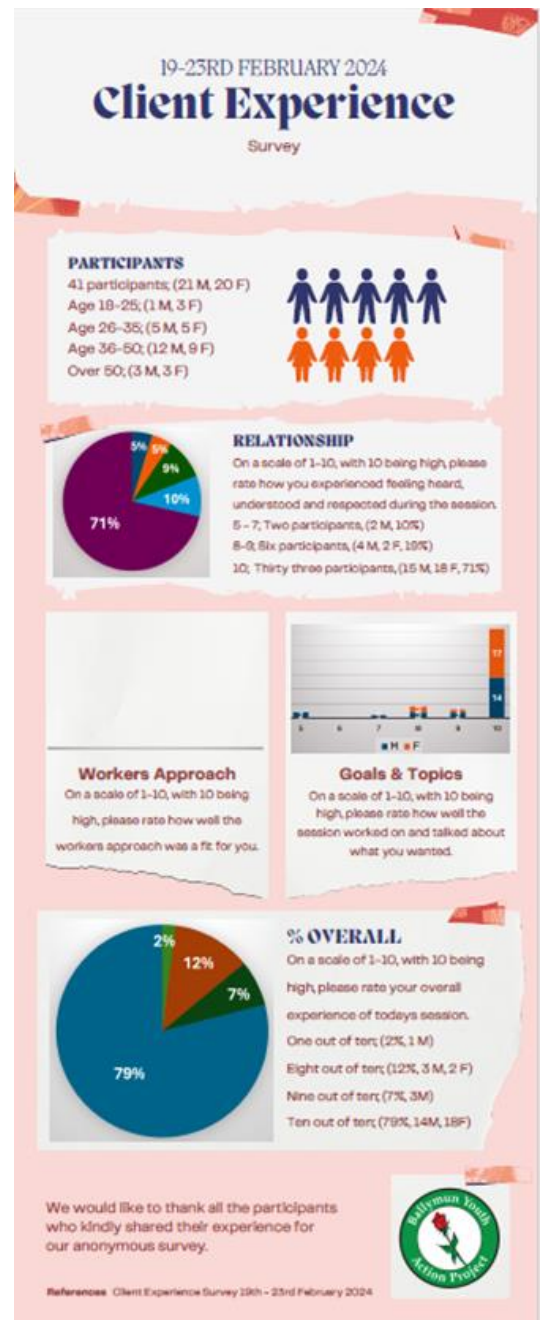 19-23RD FEBRUARY 2024
Client Experience
Survey
PARTICIPANTS
41 participants; (21 M, 20 F)
Age 18-25; (1 M, 3 F)
Age 26-35; (5 M, 5 F)
Age 36-50; (12 M, 9 F)
Over 50; (3 M, 3 F)
5% 5%
9%
10%
71%
RELATIONSHIP
On a scale of 1-10, with 10 being high, please
rate how you experienced feeling heard,
understood and respected during the session.
5 - 7; Two participants, (2 M, 10%)
8-9; Six participants, (4 M, 2 F, 19%)
10; Thirty three participants, (15 M, 18 F, 71%)
Workers Approach
On a scale of 1-10, with 10 being
high, please rate how well the
workers approach was a fit for you.
17
14
5 6 7 8 9 10
M F
Goals & Topics
On a scale of 1-10, with 10 being
high, please rate how well the
session worked on and talked about
what you wanted.
2%
12%
7%
79%
% OVERALL
On a scale of 1-10, with 10 being
high, please rate your overall
experience of todays session.
One out of ten; (2%, 1 M)
Eight out of ten; (12%, 3 M, 2 F)
Nine out of ten; (7%, 3M)
Ten out of ten; (79%, 14M, 18F)
We would like to thank all the participants
who kindly shared their experience for
our anonymous survey.
Ballymun Youth
Action Project
References Client Experience Survey 19th - 23rd February 2024